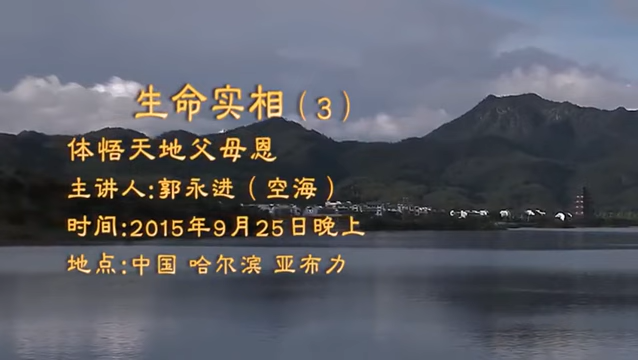 生命实相（3）
体悟天地父母恩
主讲人:郭永进（空海）
时间:2015年9月25日晚上
地点:中国 哈尔滨 亚布力